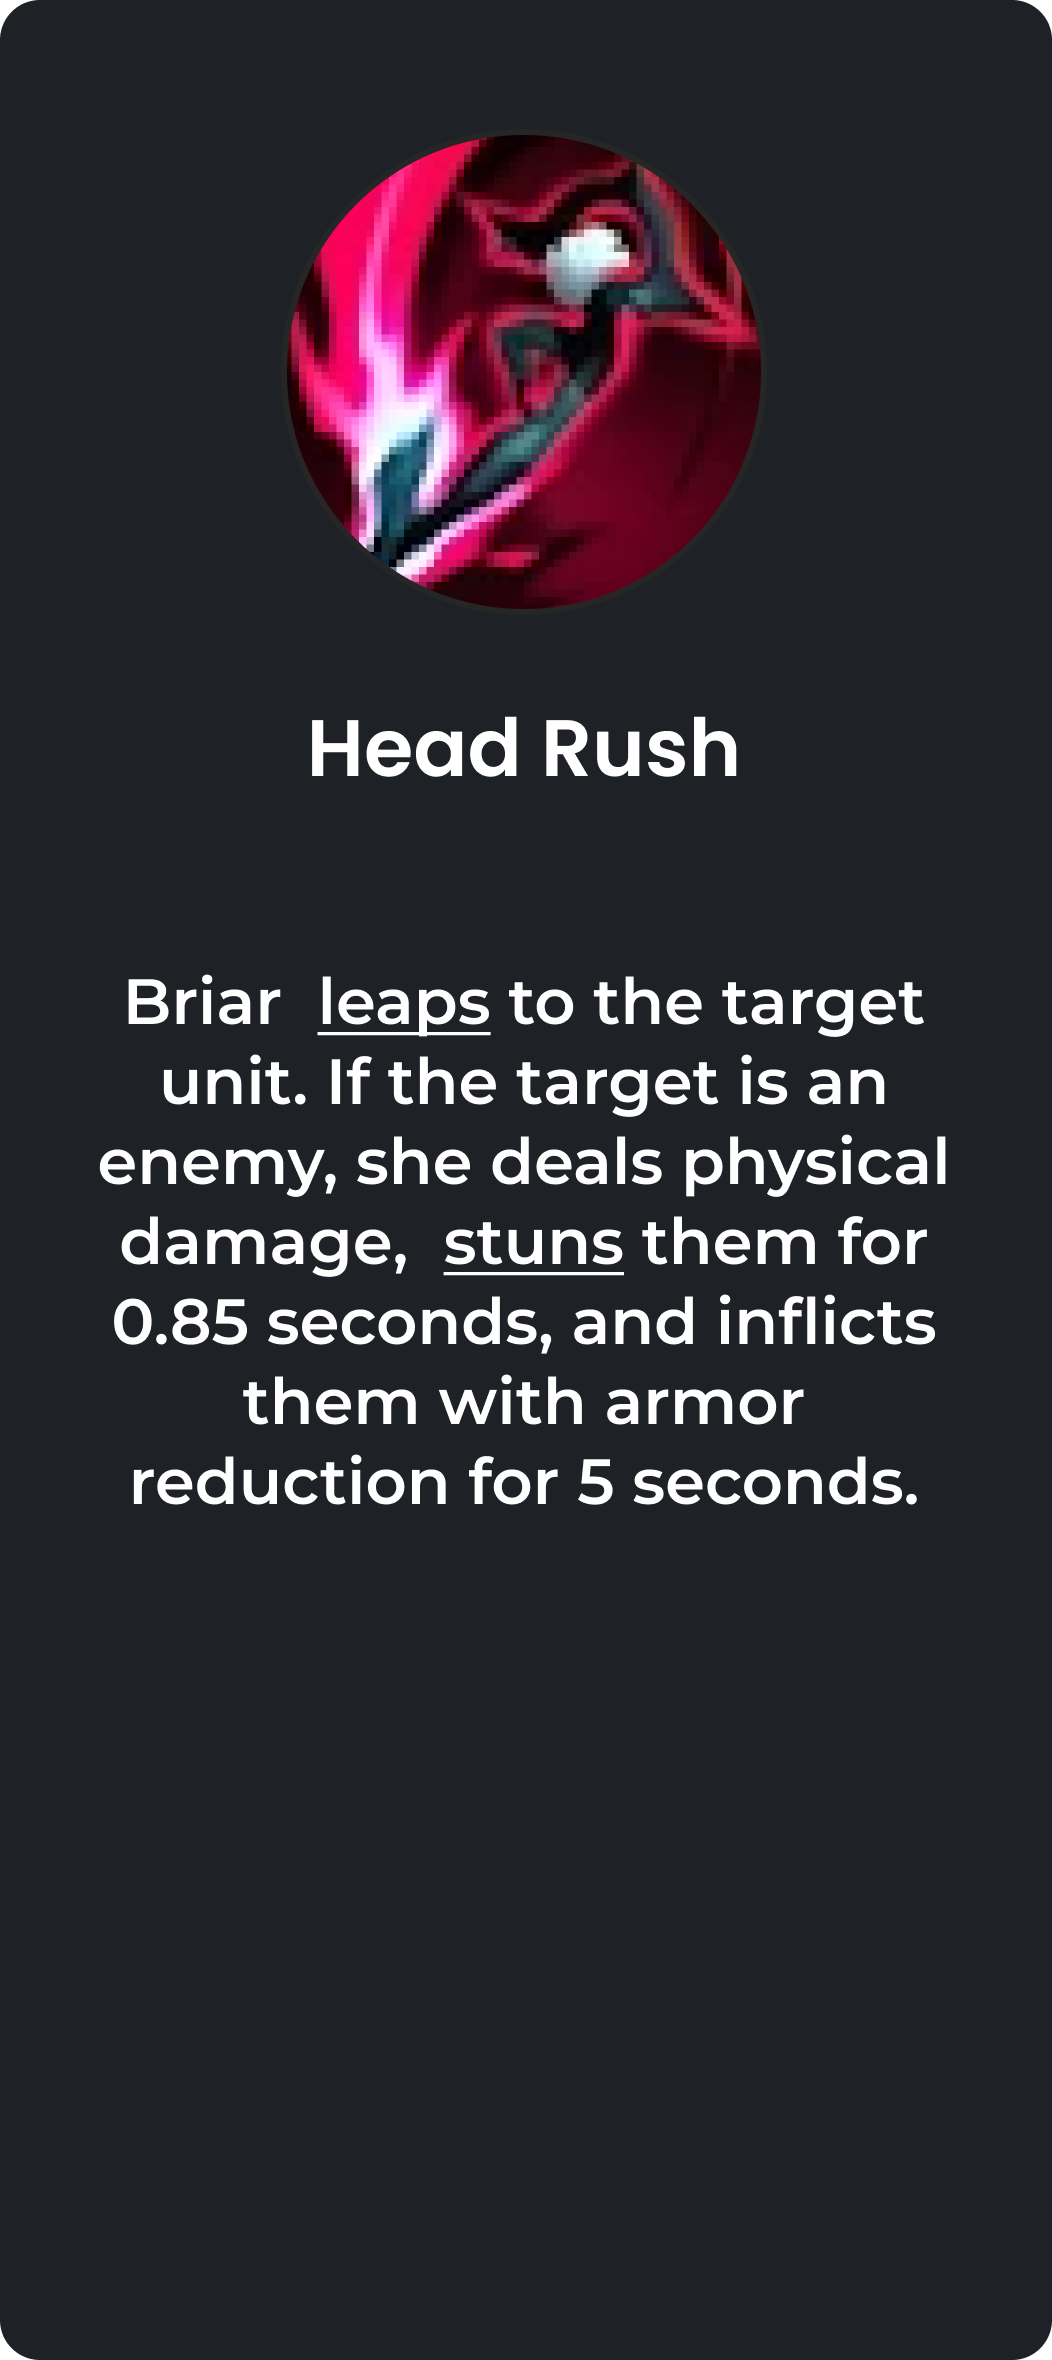 Head Rush
Briar leaps to the target
unit. If the target is an
enemy, she deals physical
damage, stuns them for
0.85 seconds, and inflicts
them with armor
reduction for 5 seconds.